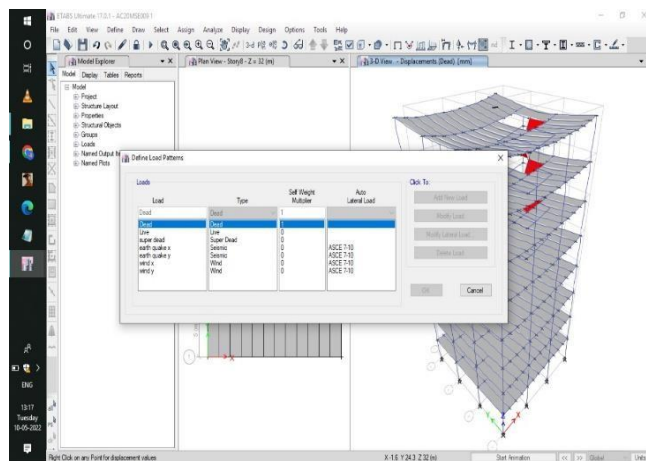 ETABS Ultimate 17.0.1 - AC20MSE009 1
File Edit View Define Draw Select Assign Analyze Display Design Options Tools Help
Model Explorer
Plan View - Story8 - Z = 32 (m)
3-D View - Displacements (Dead) [mm]
Model Display Tables Reports
Model
Project
Structure Layout
Properties
Structural Objects
Groups
Loads
Named Output
Named Plots
Define Load Patterns
Loads
Click To:
Load Type Self Weight Multiplier Auto Lateral Load
Dead Dead 1
Dead Dead 1
Live Live 0
super dead Super Dead 0
earth quake x Seismic 0 ASCE 7-10
earth quake y Seismic 0 ASCE 7-10
wind x Wind 0 ASCE 7-10
wind y Wind 0 ASCE 7-10
Add New Load
Modify Load
Modify Lateral Load
Delete Load
OK Cancel
X
Y
X
Z
ENG
13:17
Tuesday
10-05-2022
Right Click on any Point for displacement values
X -1.6 Y 24.3 Z 32 (m)
Start Animation
<< >>
Global
Units